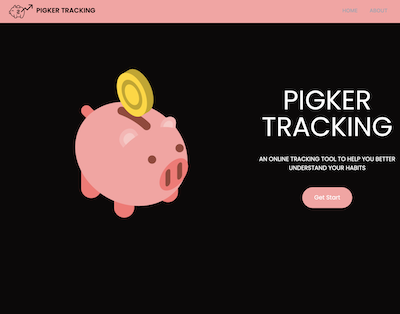 PIGKER TRACKING
HOME ABOUT
PIGKER
TRACKING
AN ONLINE TRACKING TOOL TO HELP YOU BETTER
UNDERSTAND YOUR HABITS
Get Start